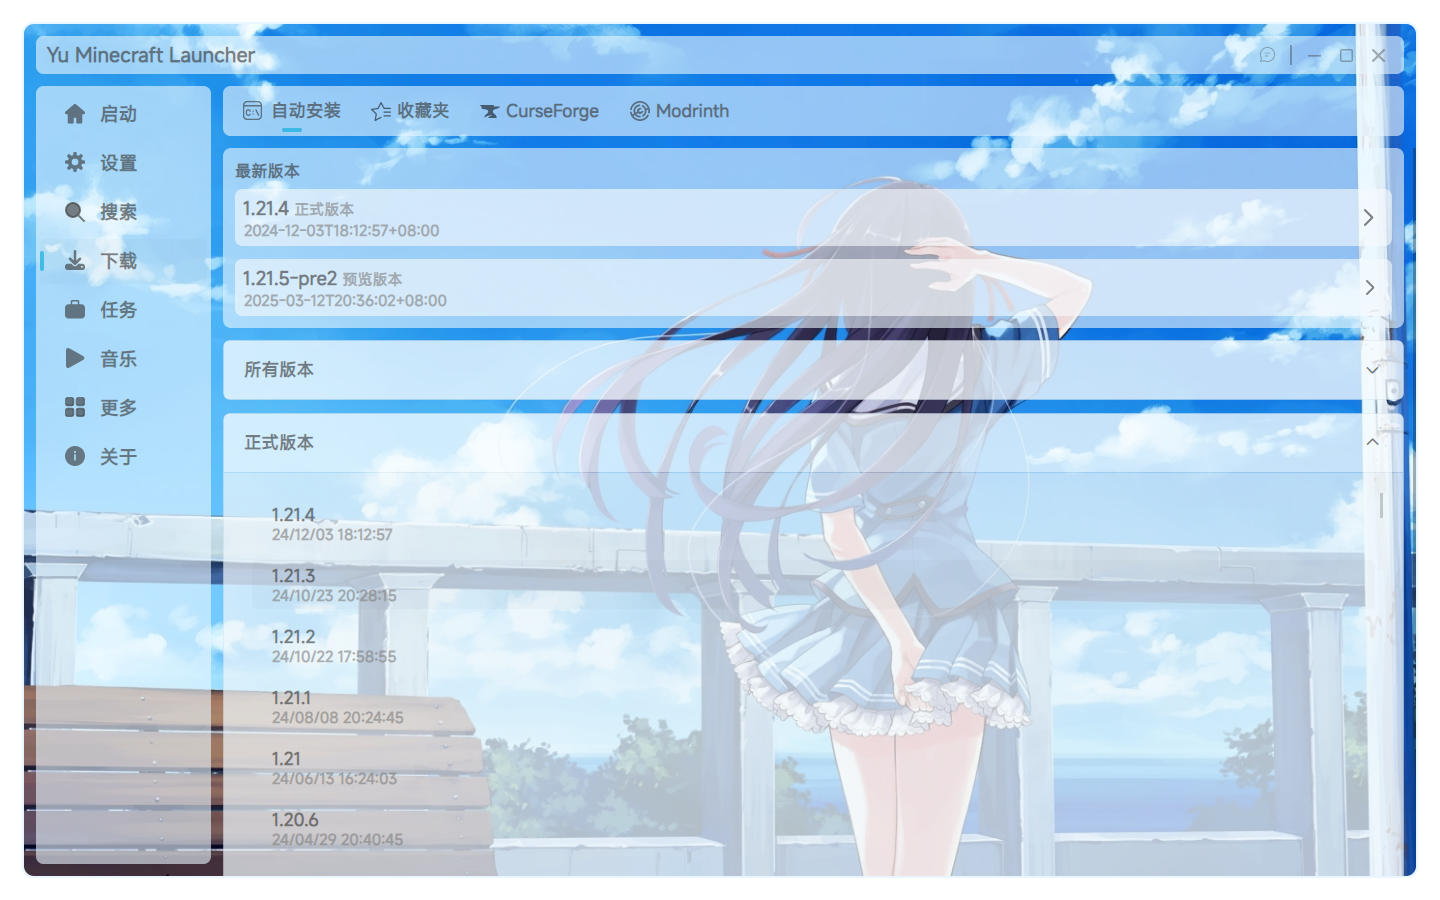 Yu Minecraft Launcher
启动
设置
搜索
下载
任务
音乐
更多
关于
自动安装 收藏夹 CurseForge Modrinth
最新版本
1.21.4 正式版本
2024-12-03T18:12:57+08:00
1.21.5-pre2 预览版本
2025-03-12T20:36:02+08:00
所有版本
正式版本
1.21.4
24/12/03 18:12:57
1.21.3
24/10/23 20:28:15
1.21.2
24/10/22 17:58:55
1.21.1
24/08/08 20:24:45
1.21
24/06/13 16:24:03
1.20.6
24/04/29 20:40:45